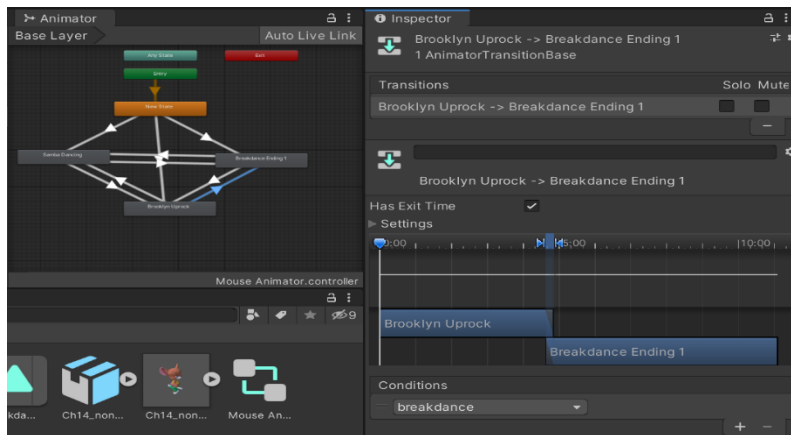 Animator
Base Layer
Auto Live Link
Any State
Exit
Entry
New State
Samba Dancing
Breakdance Ending 1
Brooklyn Uprock
Mouse Animator.controller
9
kda...
Ch14_non...
Ch14_non...
Mouse An...
Inspector
Brooklyn Uprock -> Breakdance Ending 1
1 AnimatorTransitionBase
Transitions
Solo Mute
Brooklyn Uprock -> Breakdance Ending 1
Brooklyn Uprock -> Breakdance Ending 1
Has Exit Time
Settings
0:00
5:00
10:00
Brooklyn Uprock
Breakdance Ending 1
Conditions
breakdance